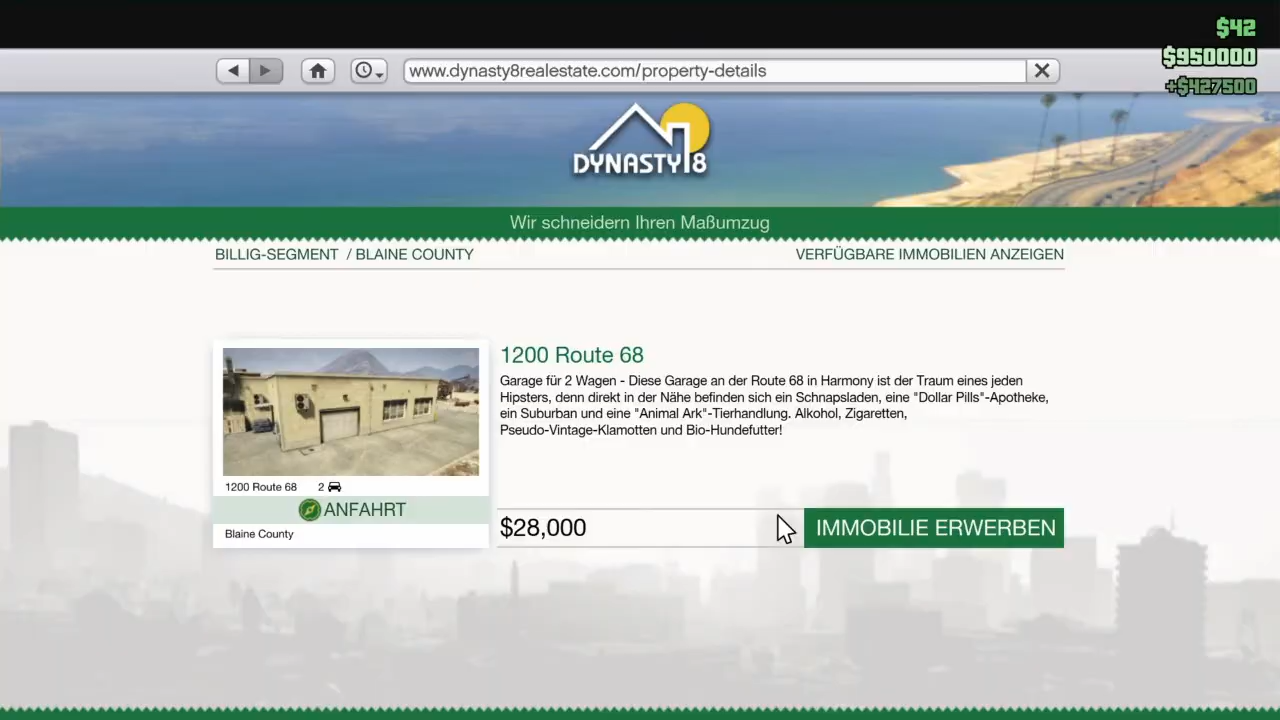 $42
$950000
+$427500
www.dynasty8realestate.com/property-details
DYNASTY 8
Wir schneidern Ihren Maßumzug
BILLIG-SEGMENT / BLAINE COUNTY
VERFÜGBARE IMMOBILIEN ANZEIGEN
1200 Route 68
Garage für 2 Wagen - Diese Garage an der Route 68 in Harmony ist der Traum eines jeden
Hipsters, denn direkt in der Nähe befinden sich ein Schnapsladen, eine "Dollar Pills"-Apotheke,
ein Suburban und eine "Animal Ark"-Tierhandlung. Alkohol, Zigaretten,
Pseudo-Vintage-Klamotten und Bio-Hundefutter!
1200 Route 68 2
ANFAHRT
Blaine County
$28,000
IMMOBILIE ERWERBEN